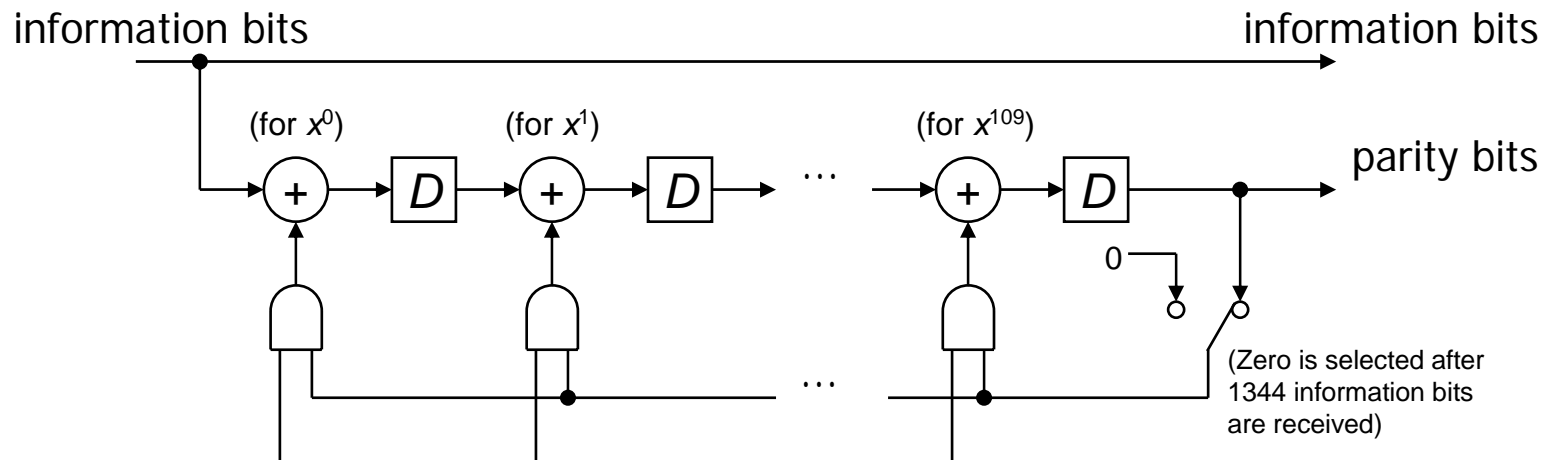 information bits
information bits
(for x⁰)
(for x¹)
(for x¹⁰⁹)
parity bits
+
D
+
D
...
+
D
0
(Zero is selected after
1344 information bits
are received)
...